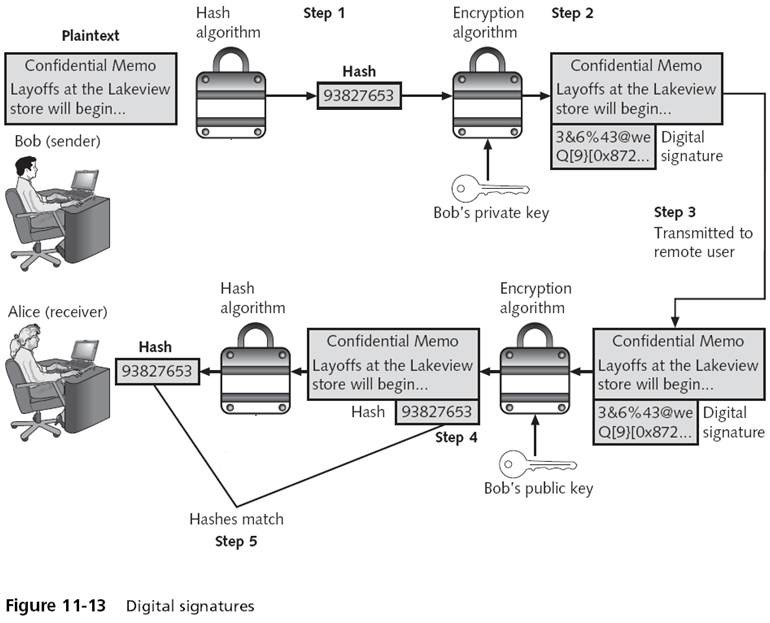 Hash
algorithm
Step 1
Encryption
algorithm
Step 2
Plaintext
Confidential Memo
Layoffs at the Lakeview
store will begin...
Hash
93827653
Confidential Memo
Layoffs at the Lakeview
store will begin...
3&6%43@we
Q[9}[0x872...
Digital
signature
Bob (sender)
Bob's private key
Step 3
Transmitted to
remote user
Alice (receiver)
Hash
93827653
Hash
algorithm
Confidential Memo
Layoffs at the Lakeview
store will begin...
Hash
93827653
Step 4
Encryption
algorithm
Bob's public key
Confidential Memo
Layoffs at the Lakeview
store will begin...
3&6%43@we
Q[9}[0x872...
Digital
signature
Hashes match
Step 5
Figure 11-13 Digital signatures